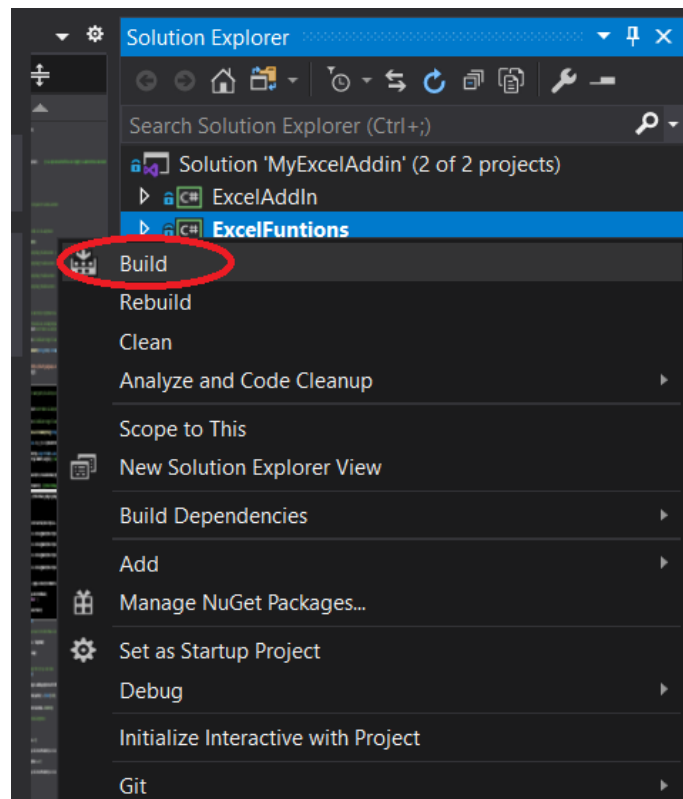 Solution Explorer
Search Solution Explorer (Ctrl+;)
Solution 'MyExcelAddin' (2 of 2 projects)
C# ExcelAddIn
C# ExcelFuntions
Build
Rebuild
Clean
Analyze and Code Cleanup
Scope to This
New Solution Explorer View
Build Dependencies
Add
Manage NuGet Packages...
Set as Startup Project
Debug
Initialize Interactive with Project
Git